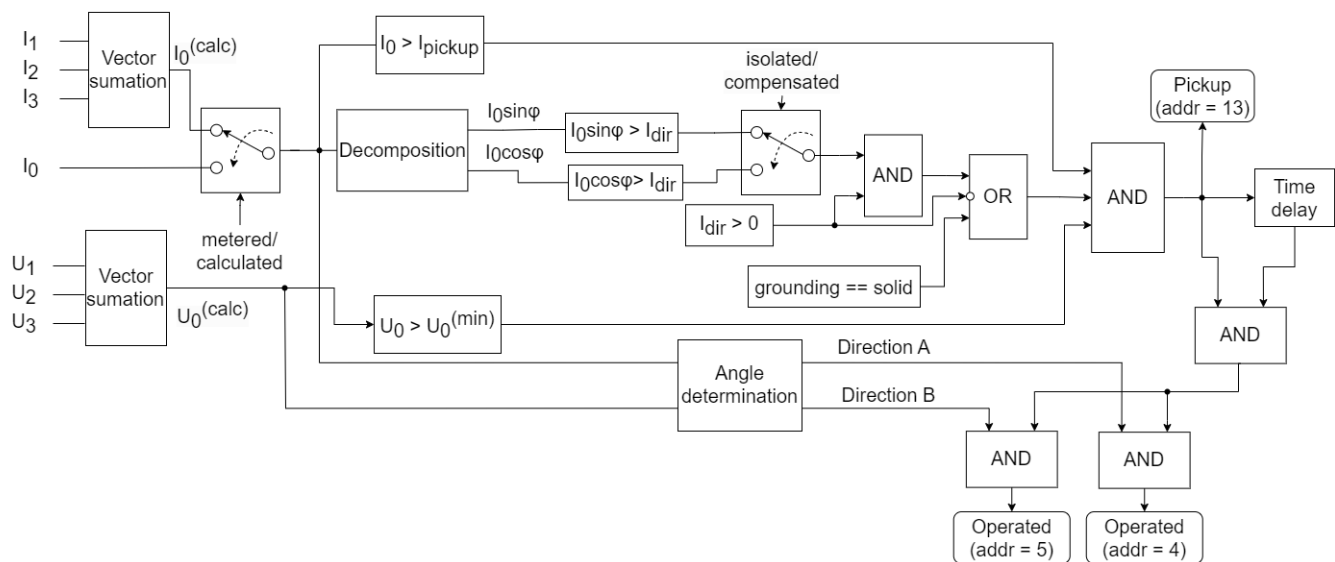 I1
I2
I3
Vector
sumation
I0(calc)
I0
metered/
calculated
U1
U2
U3
Vector
sumation
U0(calc)
I0 > Ipickup
Decomposition
I0sinφ
I0cosφ
I0sinφ > Idir
I0cosφ> Idir
isolated/
compensated
AND
Idir > 0
OR
grounding == solid
U0 > U0(min)
AND
Pickup
(addr = 13)
Time
delay
AND
Angle
determination
Direction A
Direction B
AND
AND
Operated
(addr = 5)
Operated
(addr = 4)